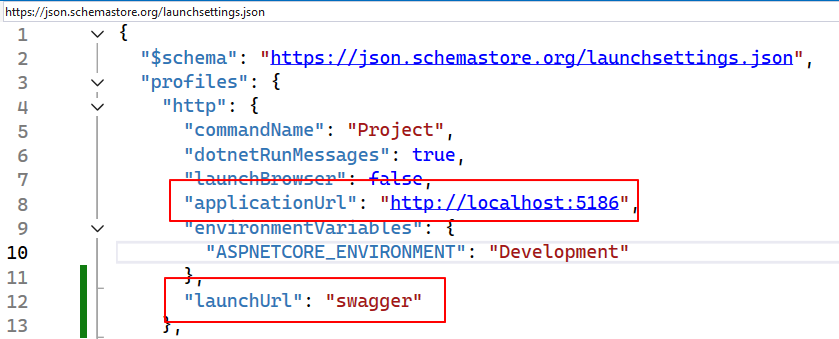 https://json.schemastore.org/launchsettings.json
1 {
2 "$schema": "https://json.schemastore.org/launchsettings.json",
3 "profiles": {
4 "http": {
5 "commandName": "Project",
6 "dotnetRunMessages": true,
7 "launchBrowser": false,
8 "applicationUrl": "http://localhost:5186",
9 "environmentVariables": {
10 "ASPNETCORE_ENVIRONMENT": "Development"
11 },
12 "launchUrl": "swagger"
13 },